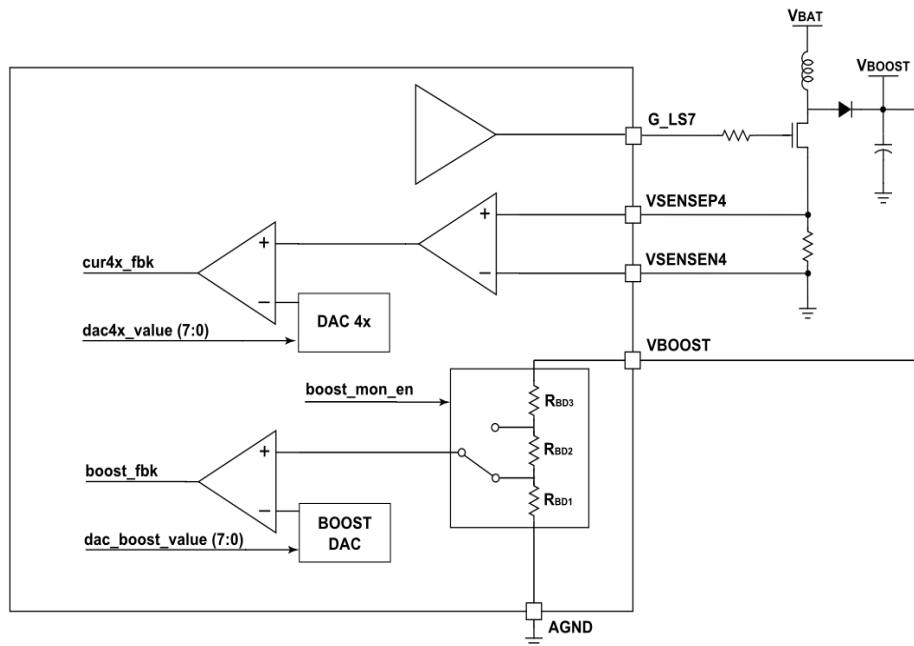 VBAT
VBOOST
G_LS7
VSENSEP4
+
+
cur4x_fbk
−
VSENSEN4
−
DAC 4x
dac4x_value (7:0)
VBOOST
boost_mon_en
RBD3
+
RBD2
boost_fbk
−
RBD1
BOOST
DAC
dac_boost_value (7:0)
AGND